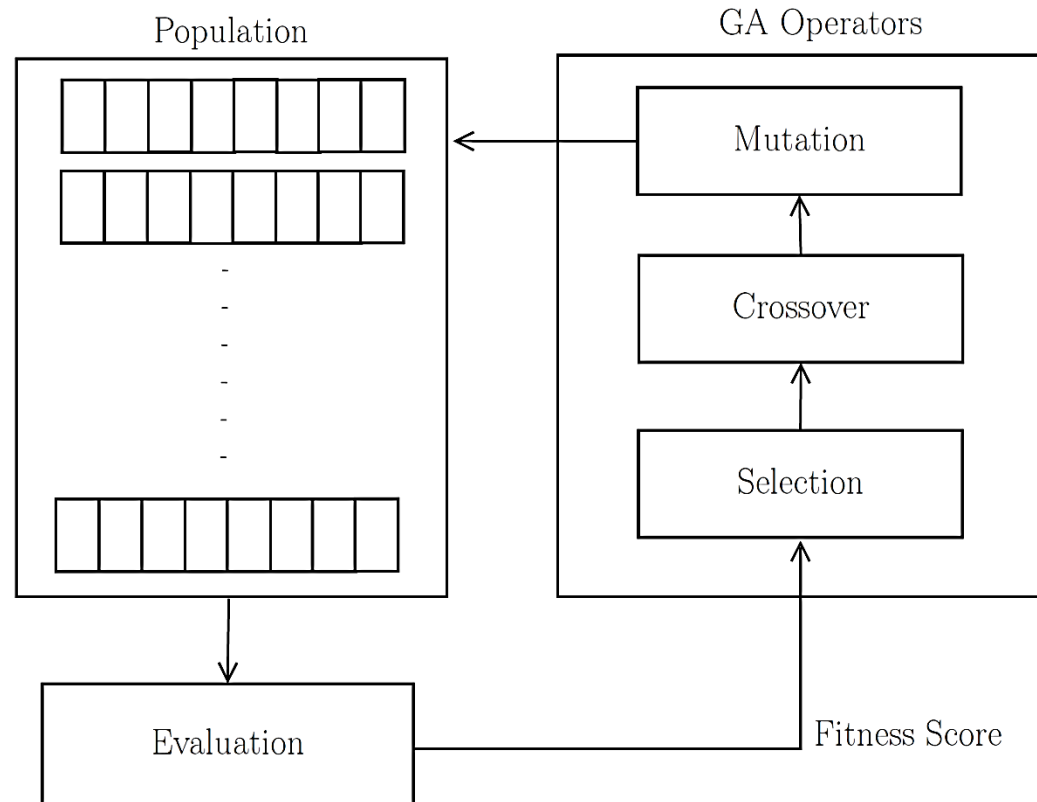 Population
GA Operators
Mutation
Crossover
Selection
Evaluation
Fitness Score